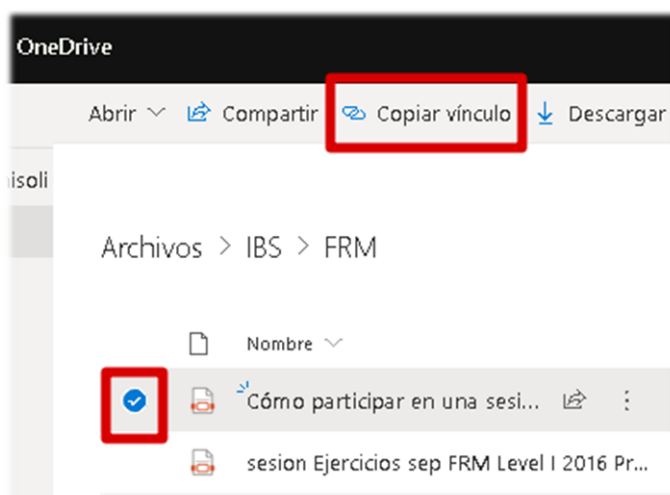 OneDrive
Abrir Compartir Copiar vínculo Descargar
isoli
Archivos > IBS > FRM
Nombre
Cómo participar en una sesi...
sesion Ejercicios sep FRM Level I 2016 Pr...